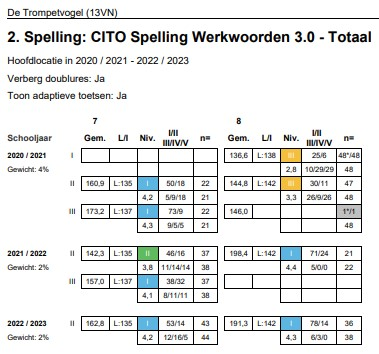 De Trompetvogel (13VN)
2. Spelling: CITO Spelling Werkwoorden 3.0 - Totaal
Hoofdlocatie in 2020 / 2021 - 2022 / 2023
Verberg doublures: Ja
Toon adaptieve toetsen: Ja
7 8
Schooljaar Gem. L/I Niv. I/II III/IV/V n= Gem. L/I Niv. I/II III/IV/V n=
2020 / 2021 I 136,6 L:138 III 25/6 48*/48
Gewicht: 4% 2,8 10/29/29 48
II 160,9 L:135 I 50/18 22 144,8 L:142 III 30/11 47
4,2 5/9/18 21 3,3 26/9/26 48
III 173,2 L:137 I 73/9 22 146,0 1*/1
4,3 9/5/5 21 48
2021 / 2022 II 142,3 L:135 II 46/16 37 198,4 L:142 I 71/24 21
Gewicht: 2% 3,8 11/14/14 38 4,4 5/0/0 22
III 157,0 L:137 I 38/32 37
4,1 8/11/11 38
2022 / 2023 II 162,8 L:135 I 53/14 43 191,3 L:142 I 78/14 36
Gewicht: 2% 4,2 12/16/5 44 4,3 6/3/0 38